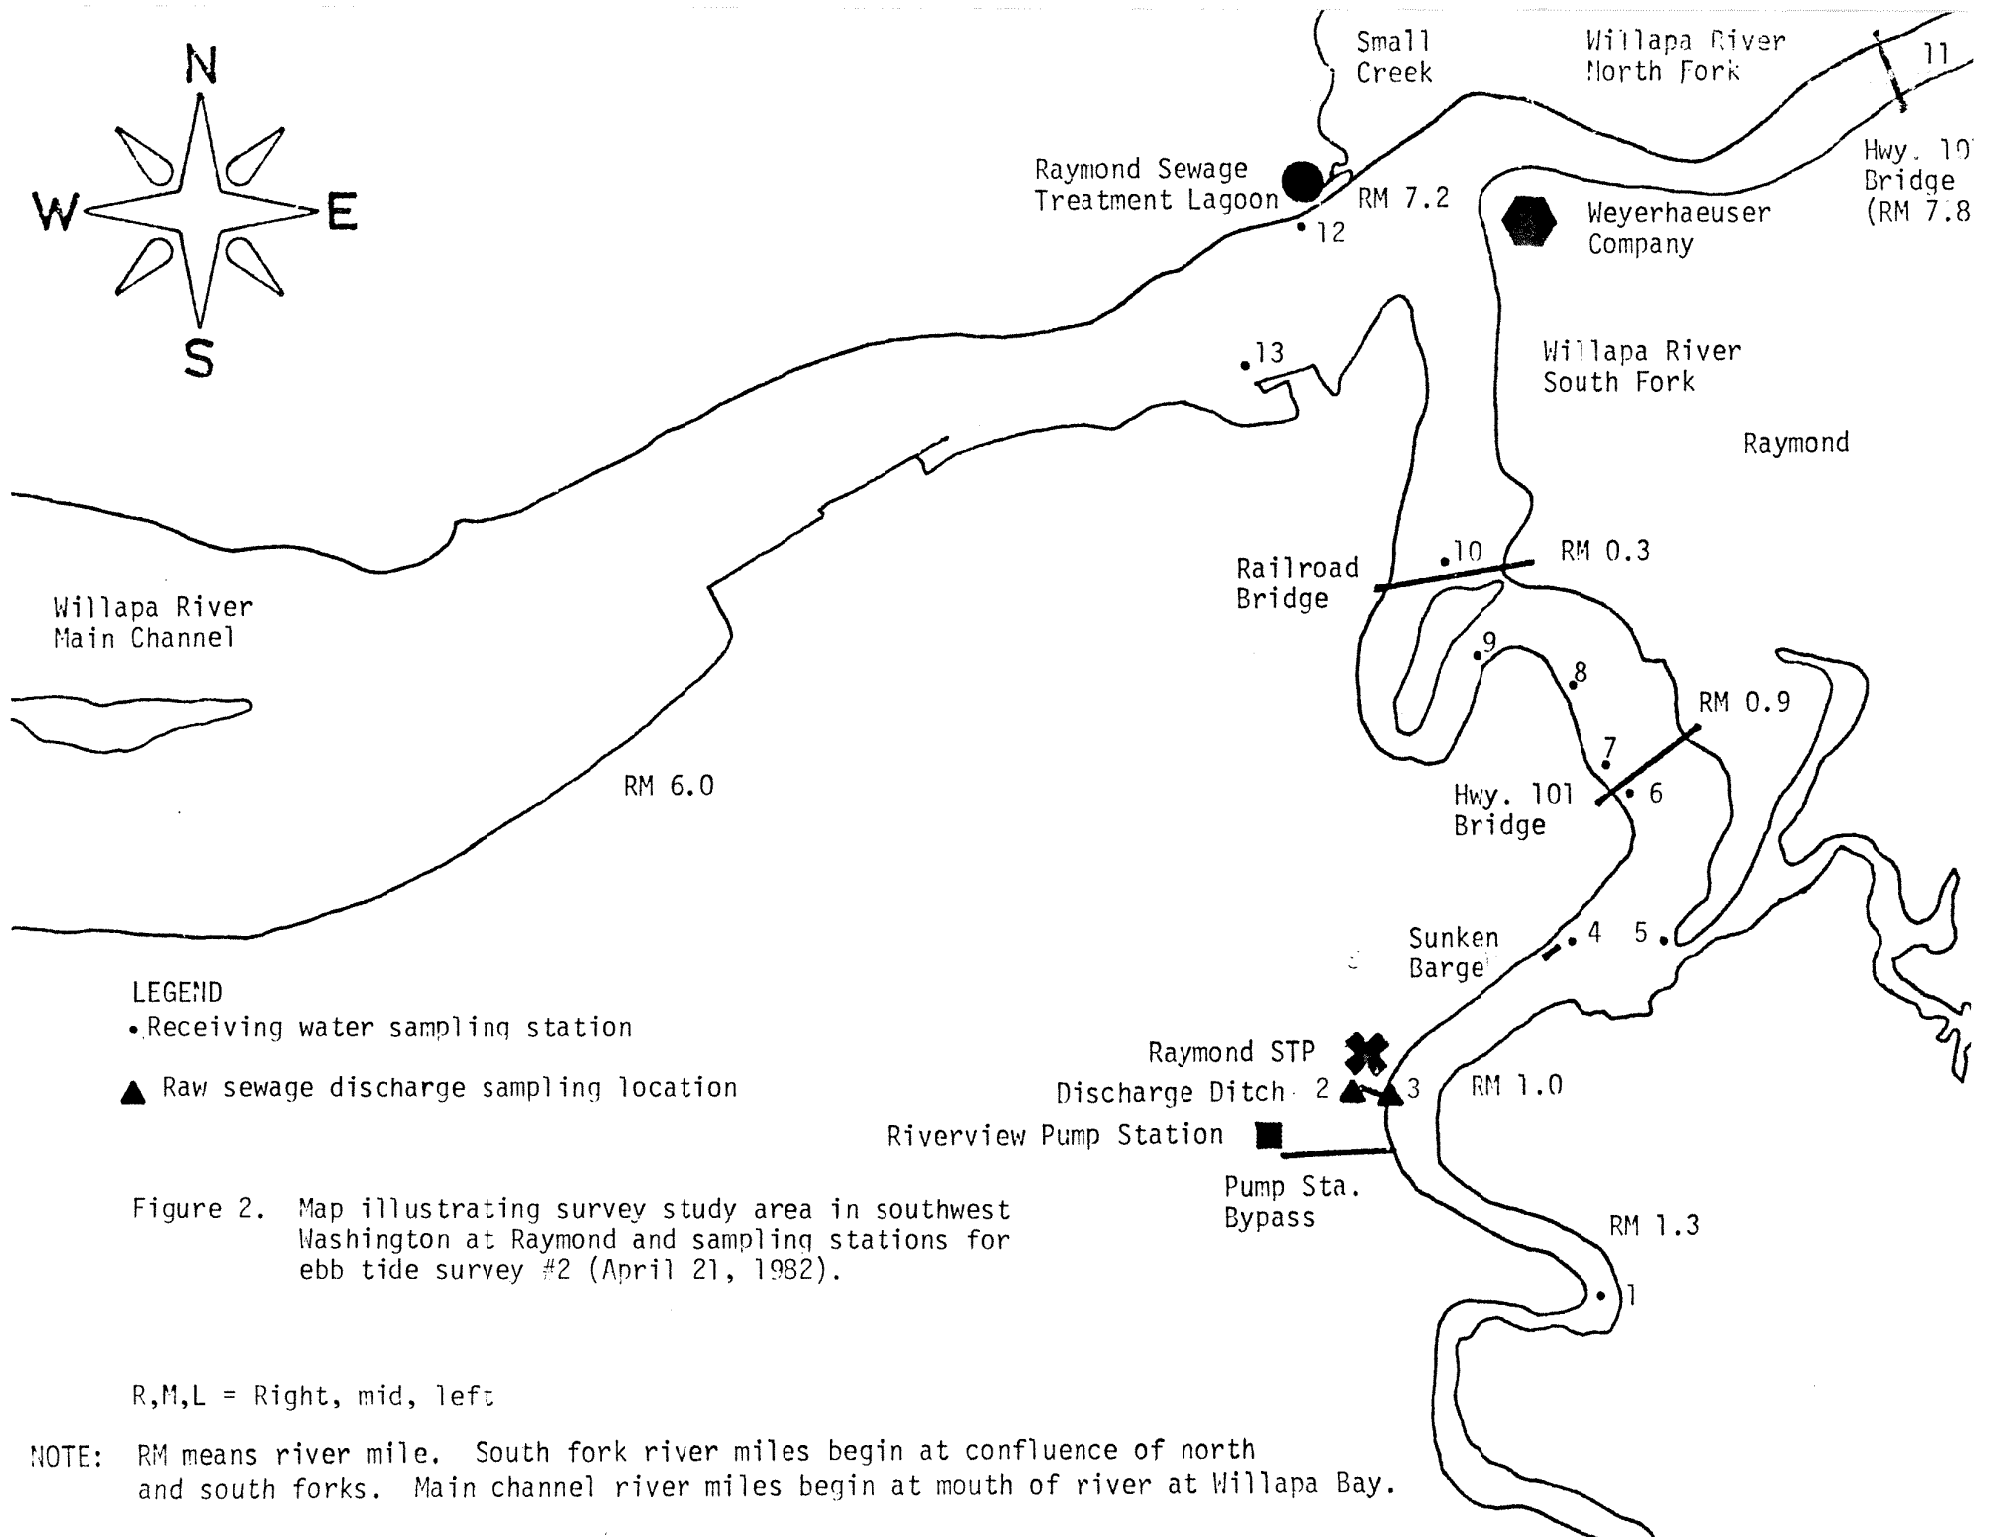 N
W
E
S
Small
Creek
Willapa River
North Fork
11
Hwy. 10
Bridge
(RM 7.8
Raymond Sewage
Treatment Lagoon
RM 7.2
12
Weyerhaeuser
Company
13
Willapa River
South Fork
Raymond
10
RM 0.3
Railroad
Bridge
Willapa River
Main Channel
9
8
RM 0.9
7
RM 6.0
Hwy. 101
Bridge
6
Sunken
Barge
4
5
LEGEND
Receiving water sampling station
Raw sewage discharge sampling location
Raymond STP
Discharge Ditch
2
3
RM 1.0
Riverview Pump Station
Pump Sta.
Bypass
RM 1.3
1
Figure 2. Map illustrating survey study area in southwest
Washington at Raymond and sampling stations for
ebb tide survey #2 (April 21, 1982).
R,M,L = Right, mid, left
NOTE: RM means river mile. South fork river miles begin at confluence of north
and south forks. Main channel river miles begin at mouth of river at Willapa Bay.